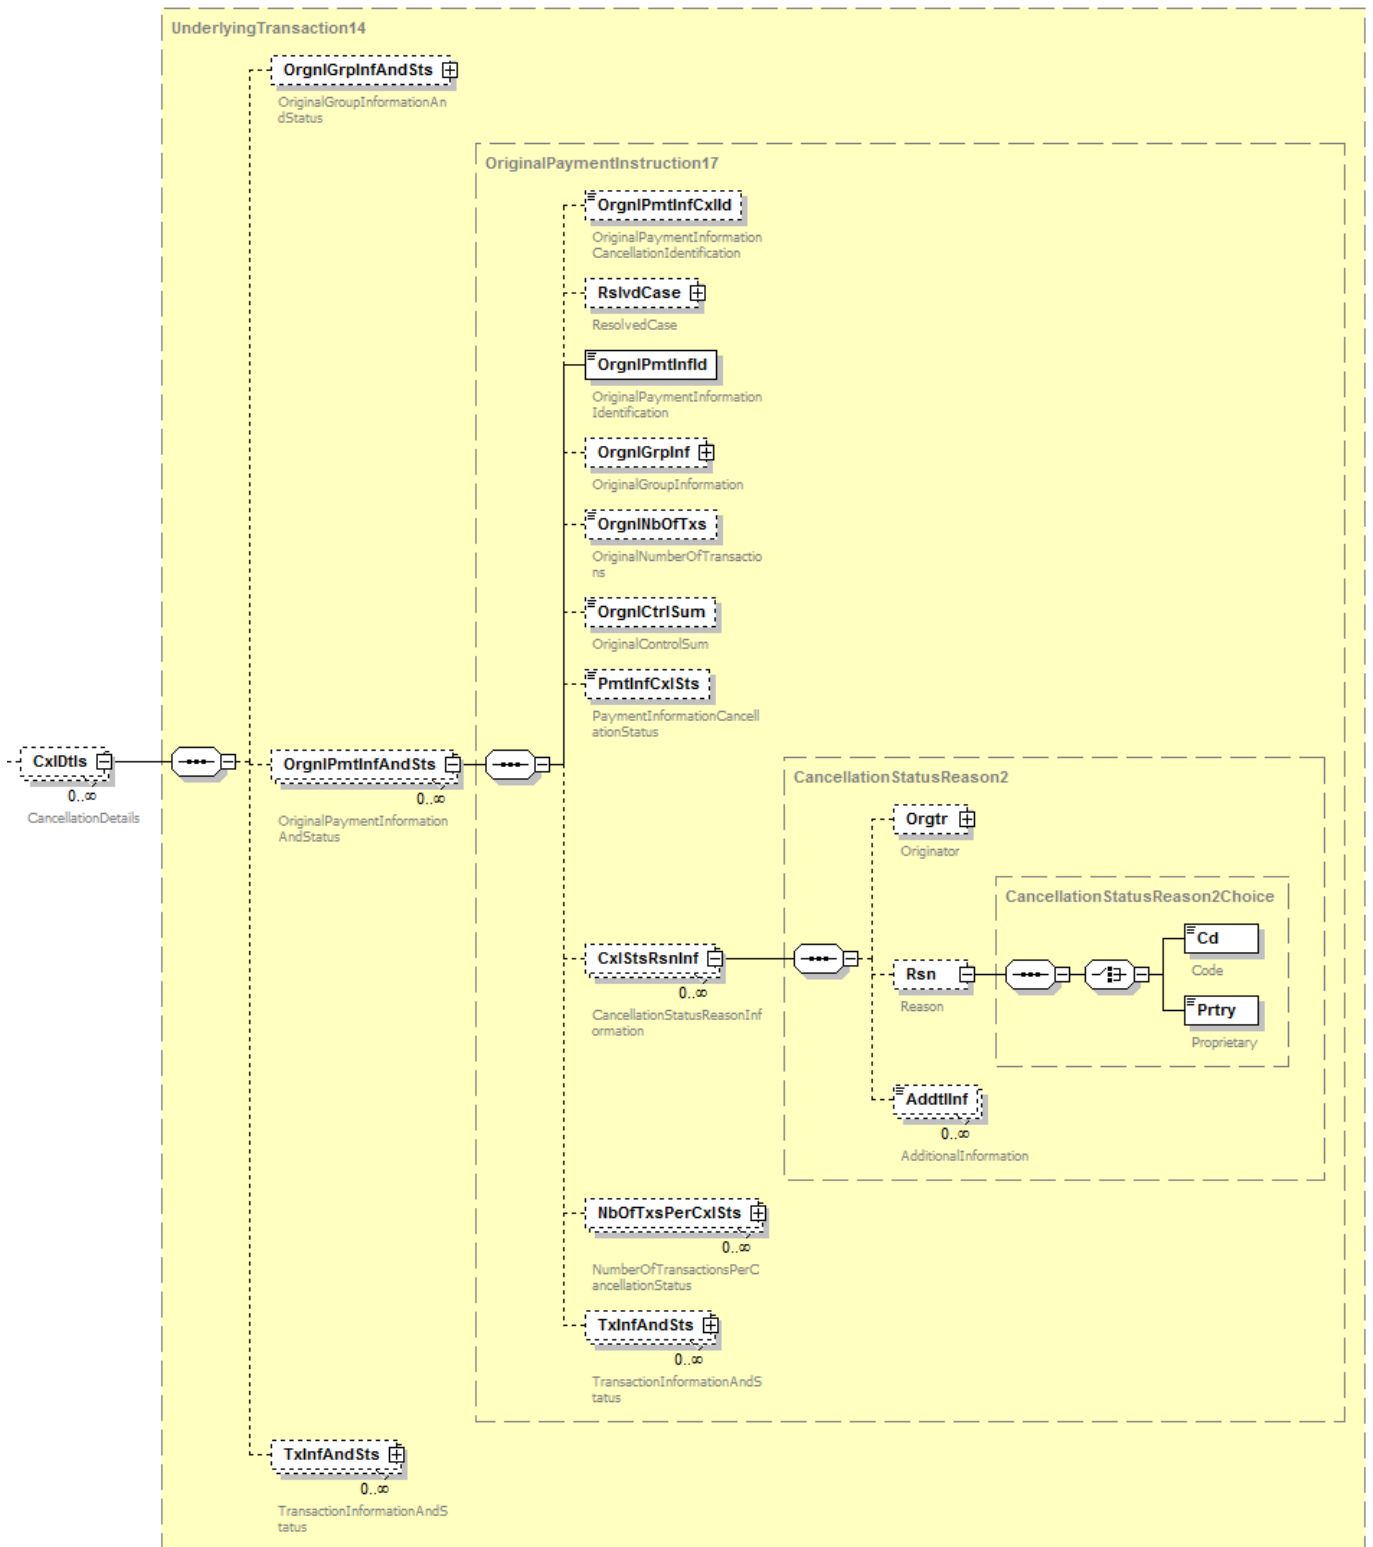 UnderlyingTransaction14
OrgnlGrpInfAndSts
OriginalGroupInformationAn
dStatus
OriginalPaymentInstruction17
OrgnlPmtInfCxlId
OriginalPaymentInformation
CancellationIdentification
RslvdCase
ResolvedCase
OrgnlPmtInfId
OriginalPaymentInformation
Identification
OrgnlGrpInf
OriginalGroupInformation
OrgnlNbOfTxs
OriginalNumberOfTransactio
ns
OrgnlCtrlSum
OriginalControlSum
PmtInfCxlSts
PaymentInformationCancell
ationStatus
CxlDtls
0..∞
CancellationDetails
OrgnlPmtInfAndSts
0..∞
OriginalPaymentInformation
AndStatus
CancellationStatusReason2
Orgtr
Originator
CancellationStatusReason2Choice
Cd
Code
CxlStsRsnInf
0..∞
CancellationStatusReasonInf
ormation
Rsn
Reason
Prtry
Proprietary
AddtlInf
0..∞
AdditionalInformation
NbOfTxsPerCxlSts
0..∞
NumberOfTransactionsPerC
ancellationStatus
TxInfAndSts
0..∞
TransactionInformationAndS
tatus
TxInfAndSts
0..∞
TransactionInformationAndS
tatus